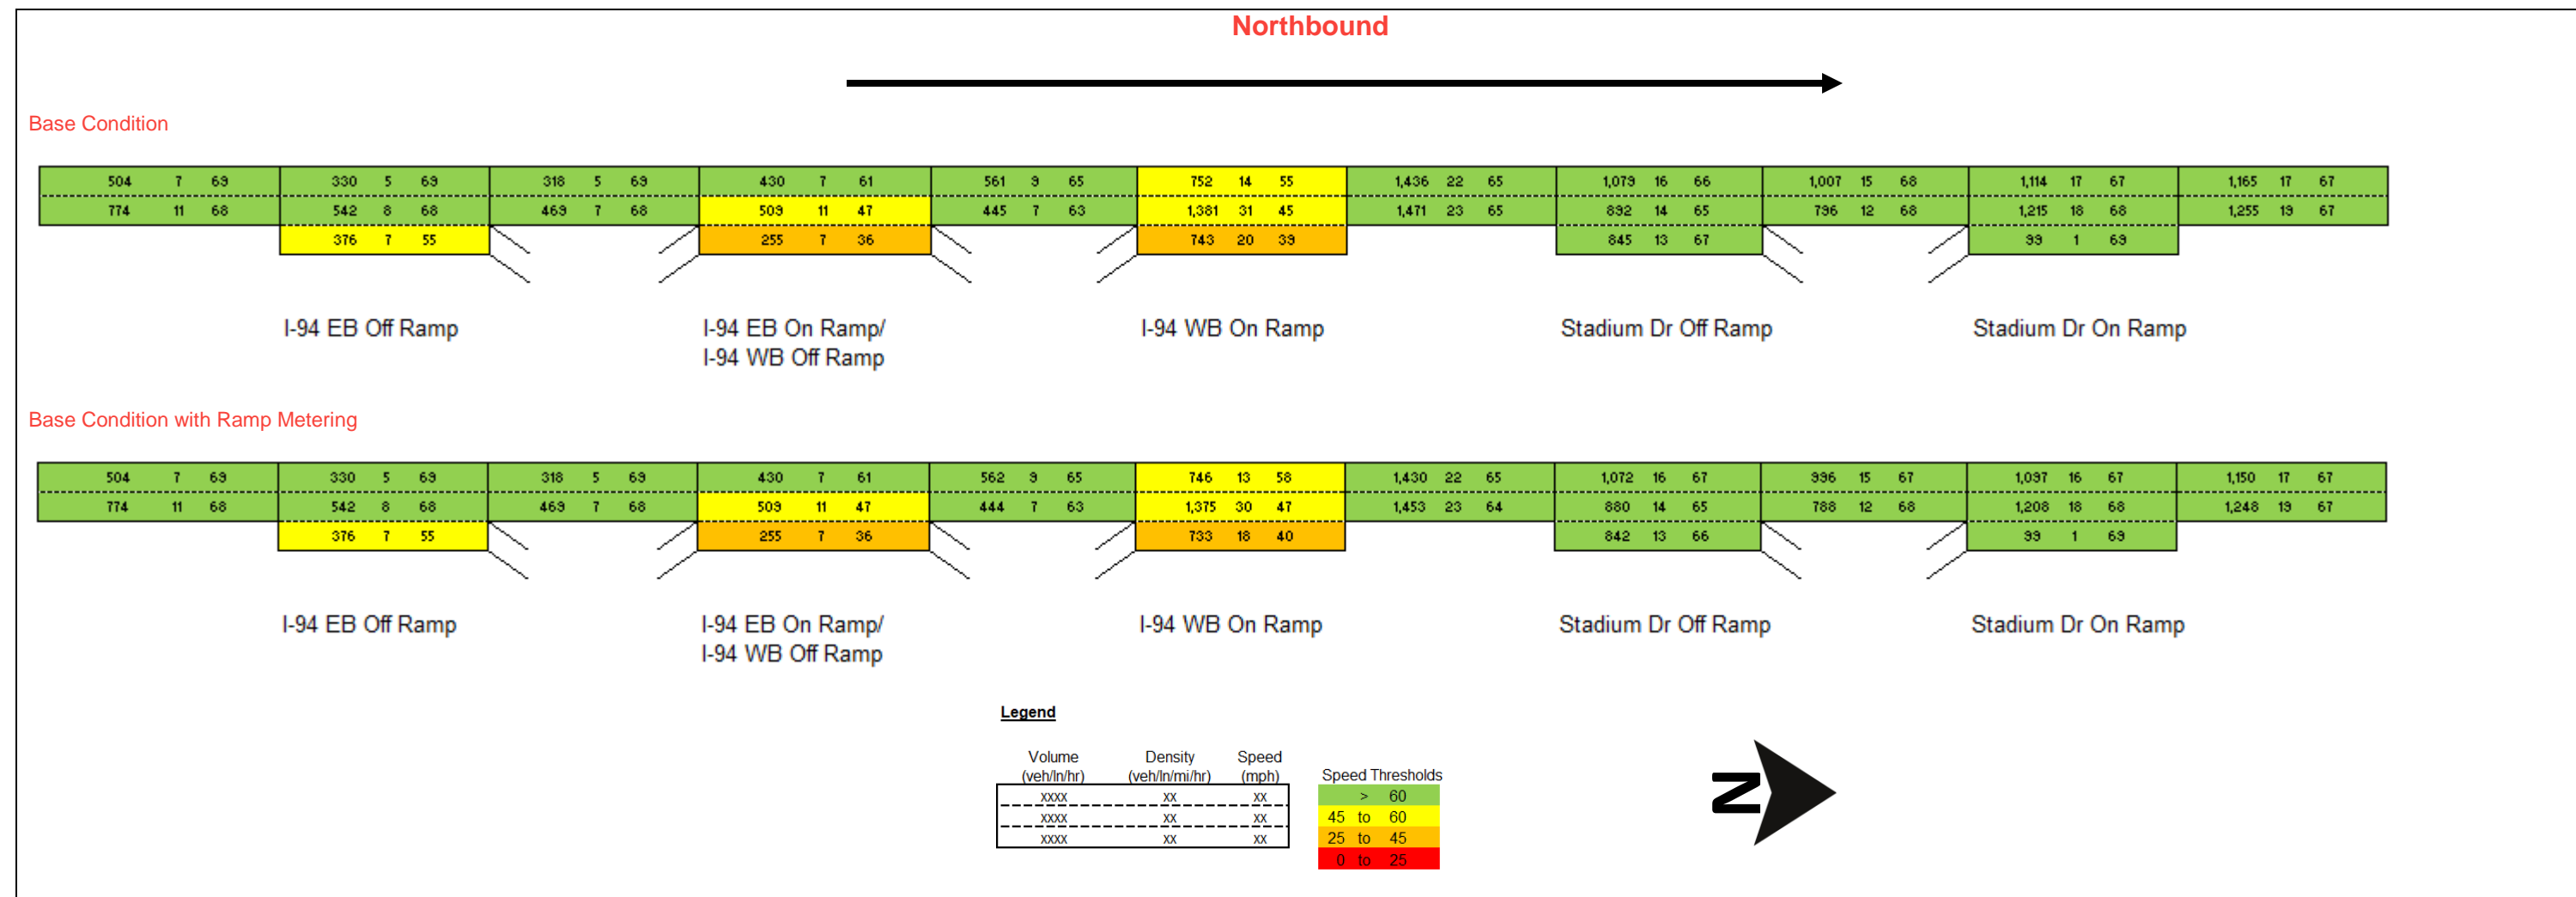 Northbound
Base Condition
504 7 69 330 5 69 318 5 69 430 7 61 561 9 65 752 14 55 1,436 22 65 1,079 16 66 1,007 15 68 1,114 17 67 1,165 17 67
774 11 68 542 8 68 469 7 68 509 11 47 445 7 63 1,381 31 45 1,471 23 65 892 14 65 796 12 68 1,215 18 68 1,255 19 67
376 7 55 255 7 36 743 20 39 845 13 67 99 1 69
I-94 EB Off Ramp I-94 EB On Ramp/ I-94 WB On Ramp Stadium Dr Off Ramp Stadium Dr On Ramp
I-94 WB Off Ramp
Base Condition with Ramp Metering
504 7 69 330 5 69 318 5 69 430 7 61 562 9 65 746 13 58 1,430 22 65 1,072 16 67 996 15 67 1,097 16 67 1,150 17 67
774 11 68 542 8 68 469 7 68 509 11 47 444 7 63 1,375 30 47 1,453 23 64 880 14 65 788 12 68 1,208 18 68 1,248 19 67
376 7 55 255 7 36 733 18 40 842 13 66 99 1 69
I-94 EB Off Ramp I-94 EB On Ramp/ I-94 WB On Ramp Stadium Dr Off Ramp Stadium Dr On Ramp
I-94 WB Off Ramp
Legend
Volume Density Speed
(veh/ln/hr) (veh/ln/mi/hr) (mph) Speed Thresholds
xxxx xx xx > 60
xxxx xx xx 45 to 60
xxxx xx xx 25 to 45
0 to 25
N